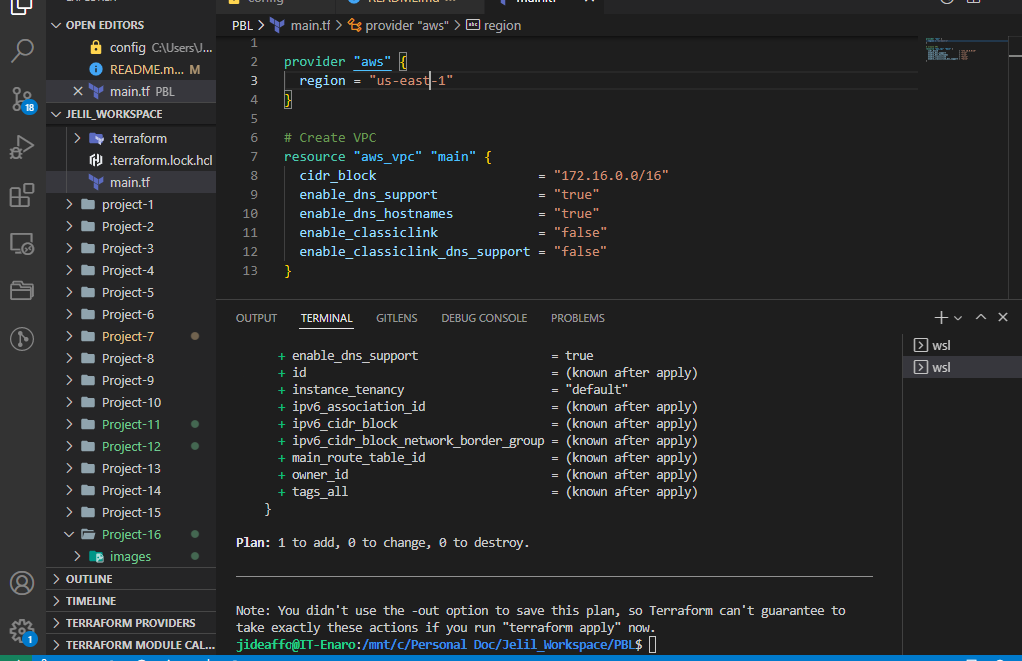 OPEN EDITORS
config C:\Users\J...
README.m... M
main.tf PBL
18
JELIL_WORKSPACE
.terraform
.terraform.lock.hcl
main.tf
project-1
Project-2
Project-3
Project-4
Project-5
Project-6
Project-7
Project-8
Project-9
Project-10
Project-11
Project-12
Project-13
Project-14
Project-15
Project-16
images
OUTLINE
TIMELINE
TERRAFORM PROVIDERS
TERRAFORM MODULE CAL...
1
PBL > main.tf > provider "aws" > region
1
2 provider "aws" {
3 region = "us-east-1"
4 }
5
6 # Create VPC
7 resource "aws_vpc" "main" {
8 cidr_block = "172.16.0.0/16"
9 enable_dns_support = "true"
10 enable_dns_hostnames = "true"
11 enable_classiclink = "false"
12 enable_classiclink_dns_support = "false"
13 }
OUTPUT TERMINAL GITLENS DEBUG CONSOLE PROBLEMS
+ enable_dns_support = true
+ id = (known after apply)
+ instance_tenancy = "default"
+ ipv6_association_id = (known after apply)
+ ipv6_cidr_block = (known after apply)
+ ipv6_cidr_block_network_border_group = (known after apply)
+ main_route_table_id = (known after apply)
+ owner_id = (known after apply)
+ tags_all = (known after apply)
}
Plan: 1 to add, 0 to change, 0 to destroy.
Note: You didn't use the -out option to save this plan, so Terraform can't guarantee to
take exactly these actions if you run "terraform apply" now.
jideaffo@IT-Enaro:/mnt/c/Personal Doc/Jelil_Workspace/PBL$
wsl
wsl